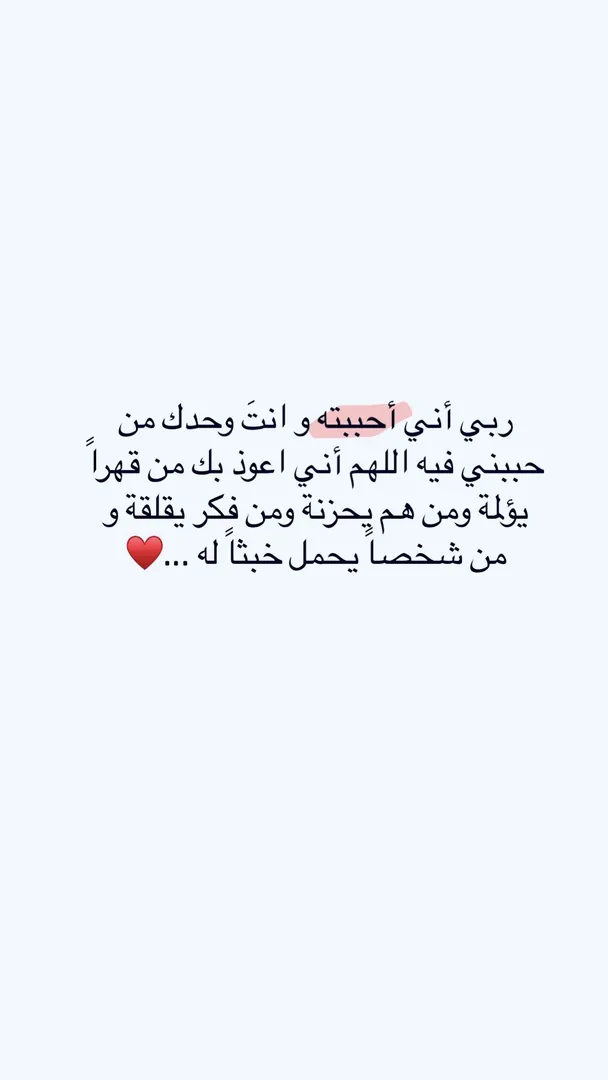 ربي أني أحببته و انتَ وحدك من
حببني فيه اللهم أني اعوذ بك من قهراً
يؤلمة ومن هم يحزنة ومن فكر يقلقة و
من شخصاً يحمل خبثاً له ...♥️